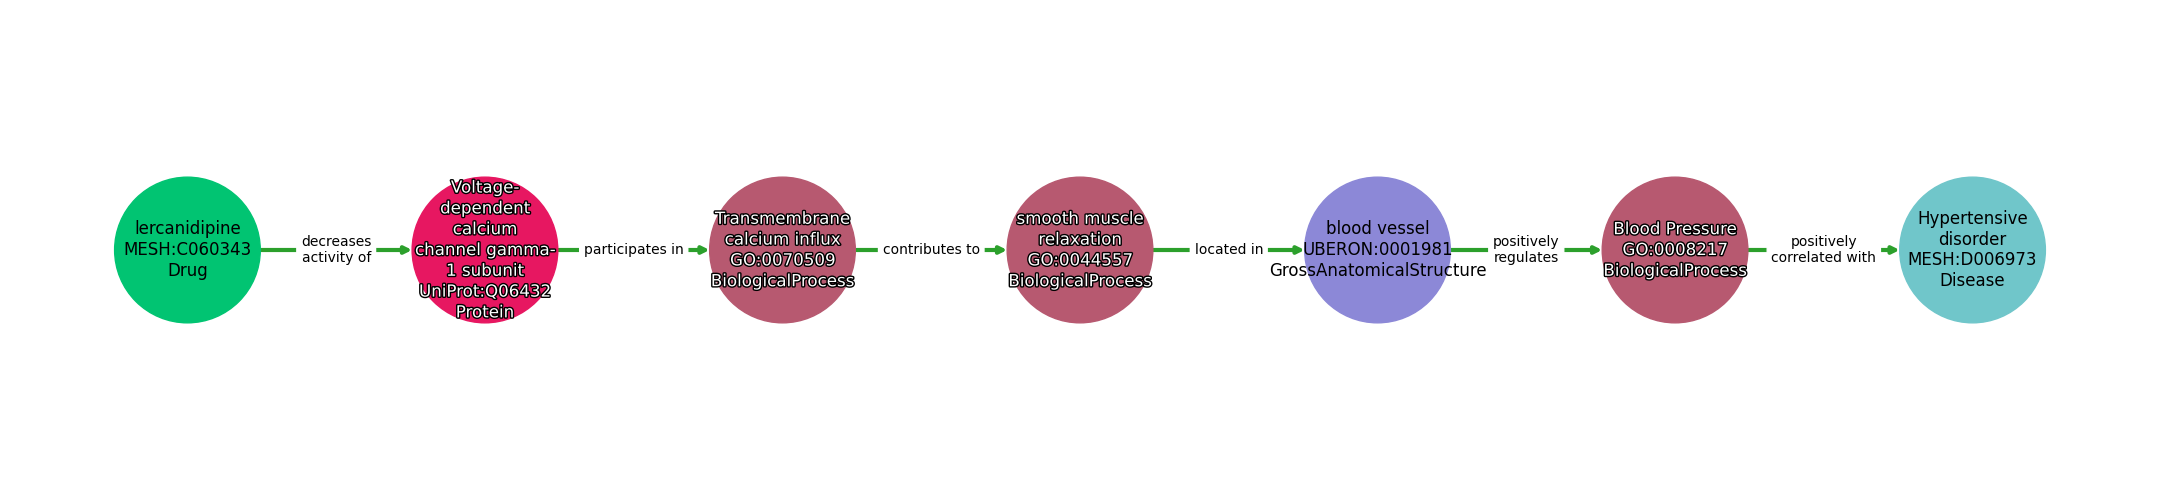 lercanidipine
MESH:C060343
Drug
decreases
activity of
Voltage-
dependent
calcium
channel gamma-
1 subunit
UniProt:Q06432
Protein
participates in
Transmembrane
calcium influx
GO:0070509
BiologicalProcess
contributes to
smooth muscle
relaxation
GO:0044557
BiologicalProcess
located in
blood vessel
UBERON:0001981
GrossAnatomicalStructure
positively
regulates
Blood Pressure
GO:0008217
BiologicalProcess
positively
correlated with
Hypertensive
disorder
MESH:D006973
Disease